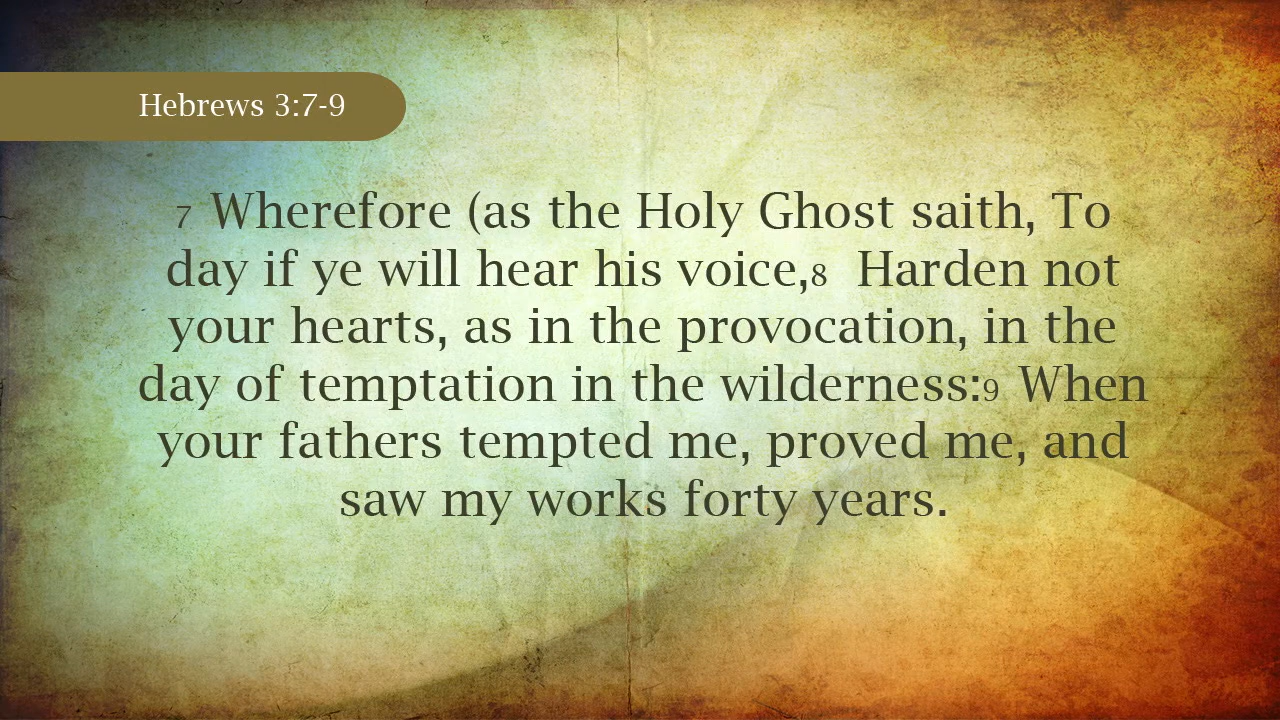 Hebrews 3:7-9
7 Wherefore (as the Holy Ghost saith, To
day if ye will hear his voice,8 Harden not
your hearts, as in the provocation, in the
day of temptation in the wilderness:9 When
your fathers tempted me, proved me, and
saw my works forty years.